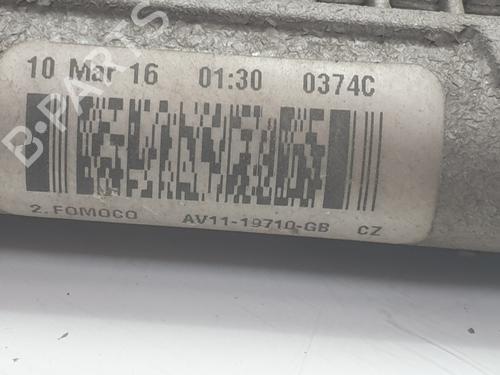 10 Mar 16 01:30 0374C
2. FOMOCO AV11-19710-GB CZ
B-PARTS